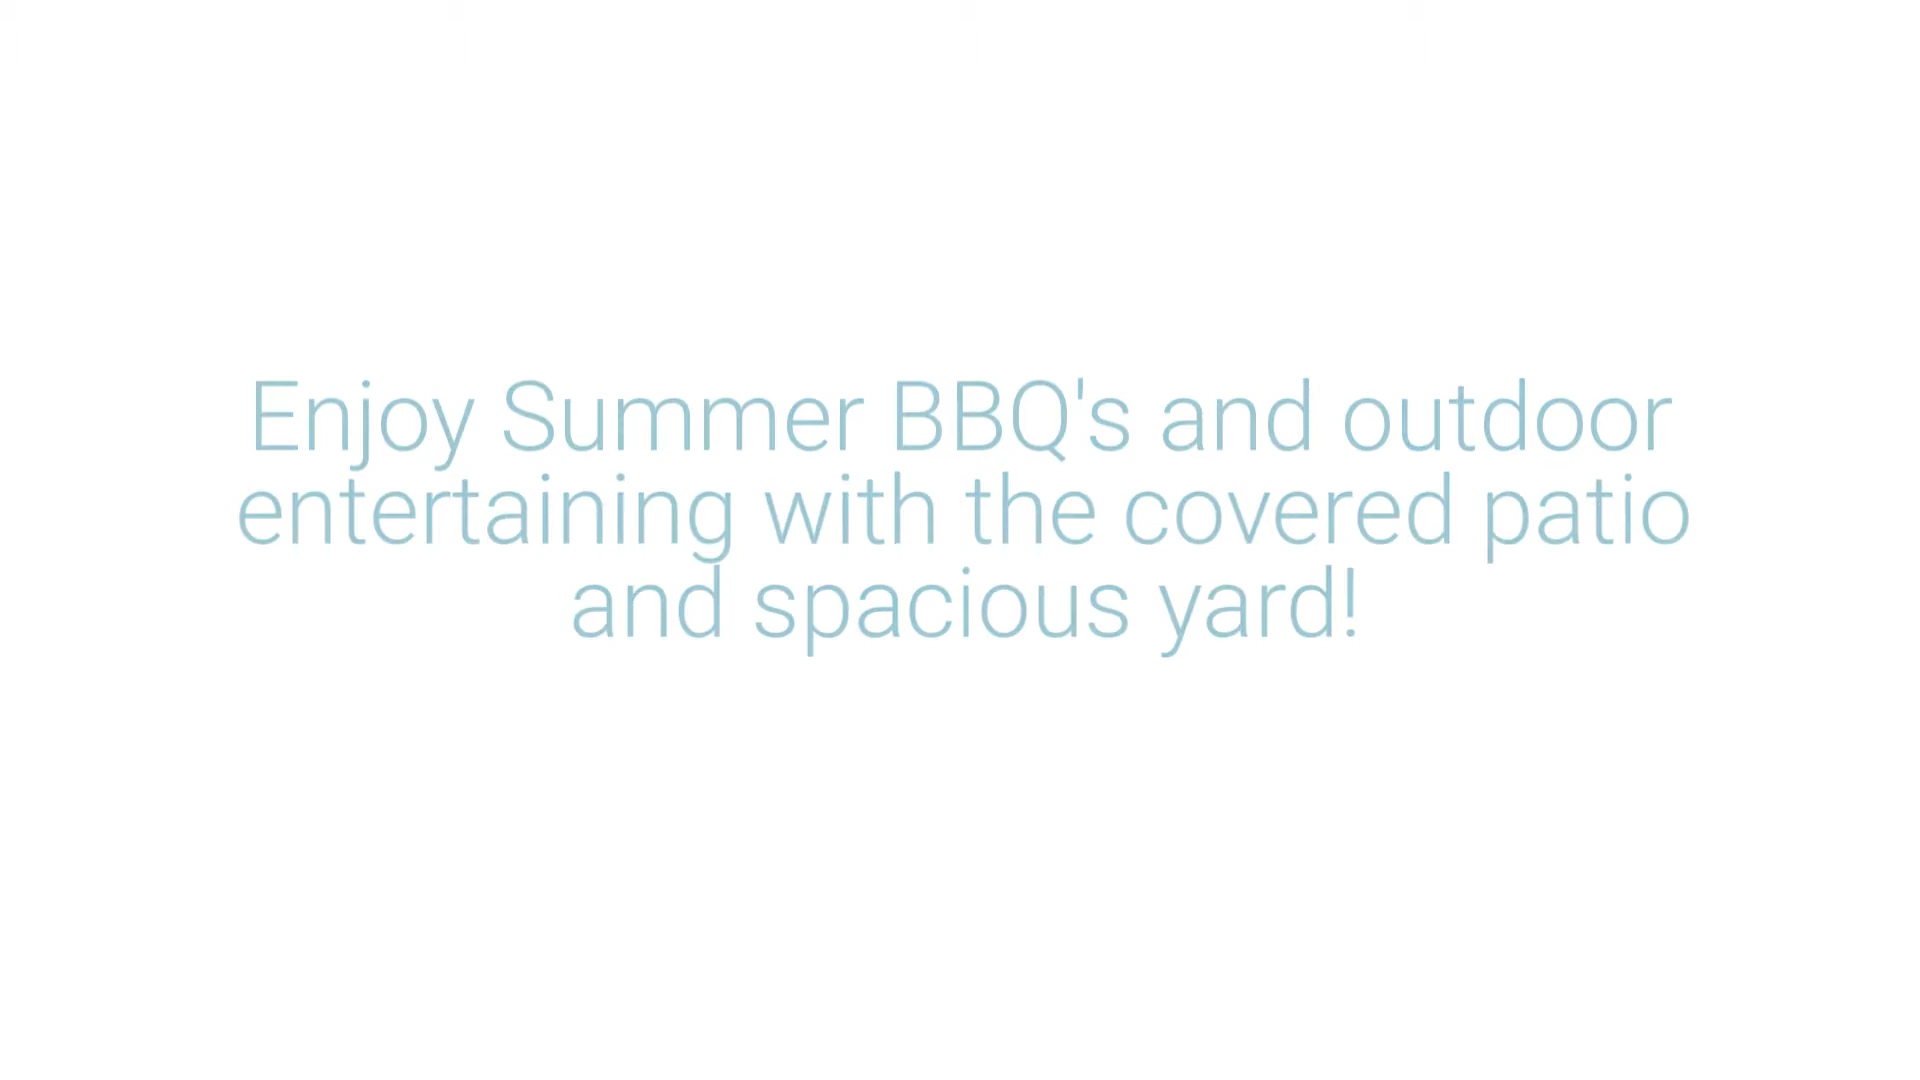 Enjoy Summer BBQ's and outdoor
entertaining with the covered patio
and spacious yard!